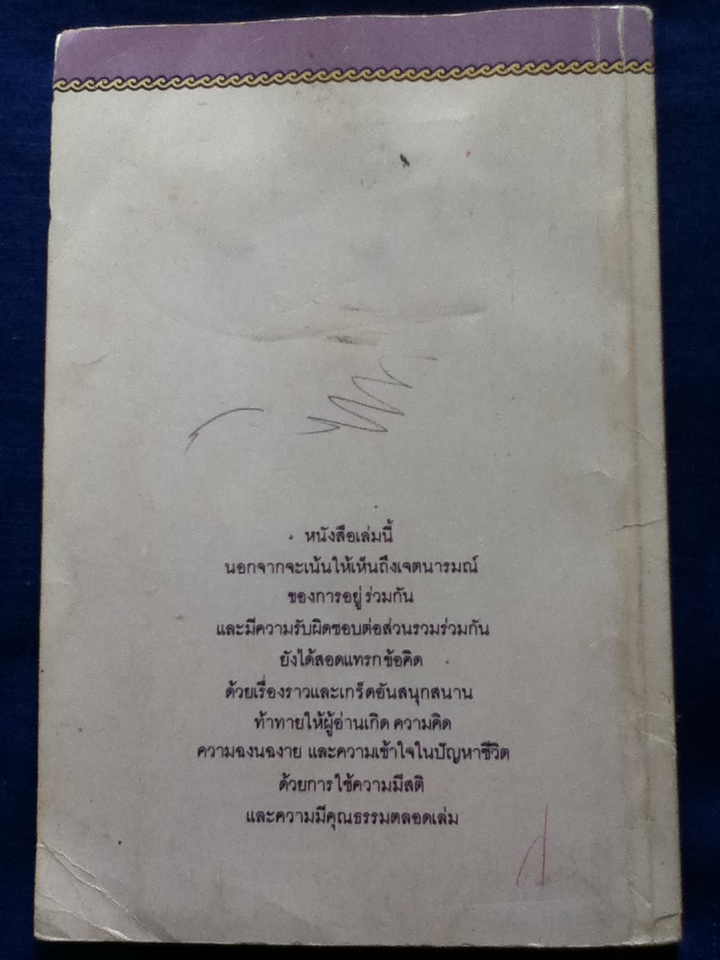 หนังสือเล่มนี้
นอกจากจะเน้นให้เห็นถึงเจตนารมณ์
ของการอยู่ร่วมกัน
และมีความรับผิดชอบต่อส่วนรวมร่วมกัน
ยังได้สอดแทรกข้อคิด
ด้วยเรื่องราวและเกร็ดอันสนุกสนาน
ท้าทายให้ผู้อ่านเกิด ความคิด
ความฉงนฉงาย และความเข้าใจในปัญหาชีวิต
ด้วยการใช้ความมีสติ
และความมีคุณธรรมตลอดเล่ม